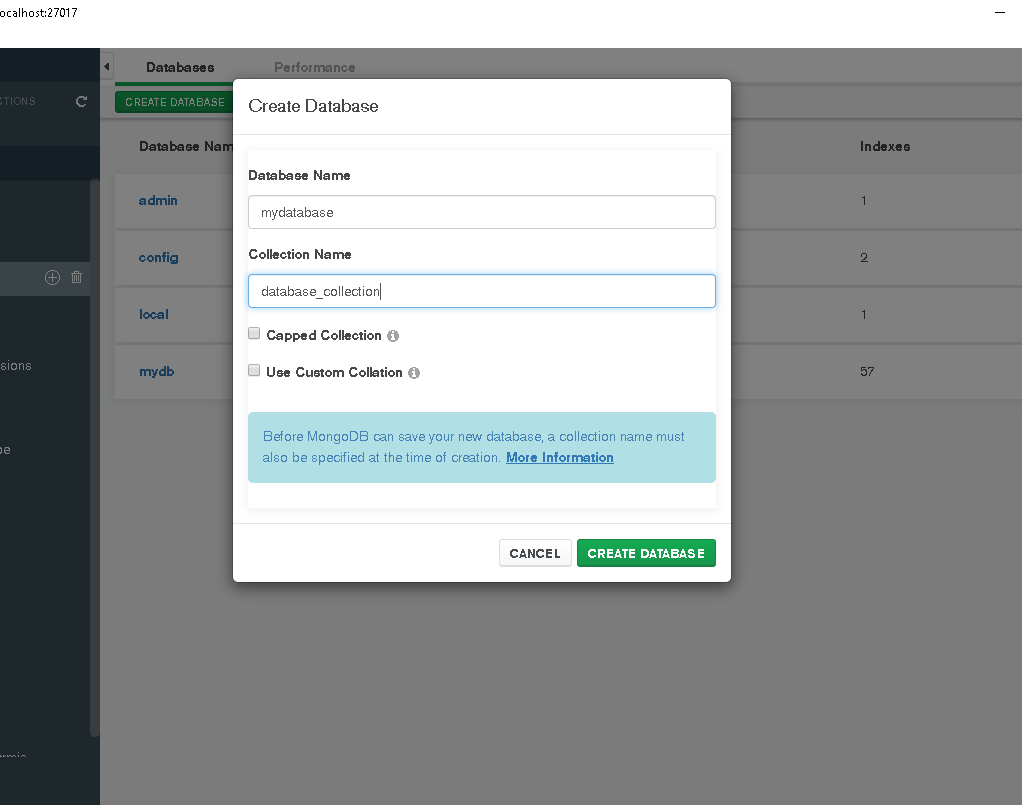 ocalhost:27017
Databases
Performance
CTIONS
CREATE DATABASE
Create Database
Database Nam
Indexes
Database Name
admin
1
mydatabase
Collection Name
config
2
database_collection
local
1
Capped Collection
sions
mydb
Use Custom Collation
57
Before MongoDB can save your new database, a collection name must
also be specified at the time of creation. More Information
CANCEL
CREATE DATABASE